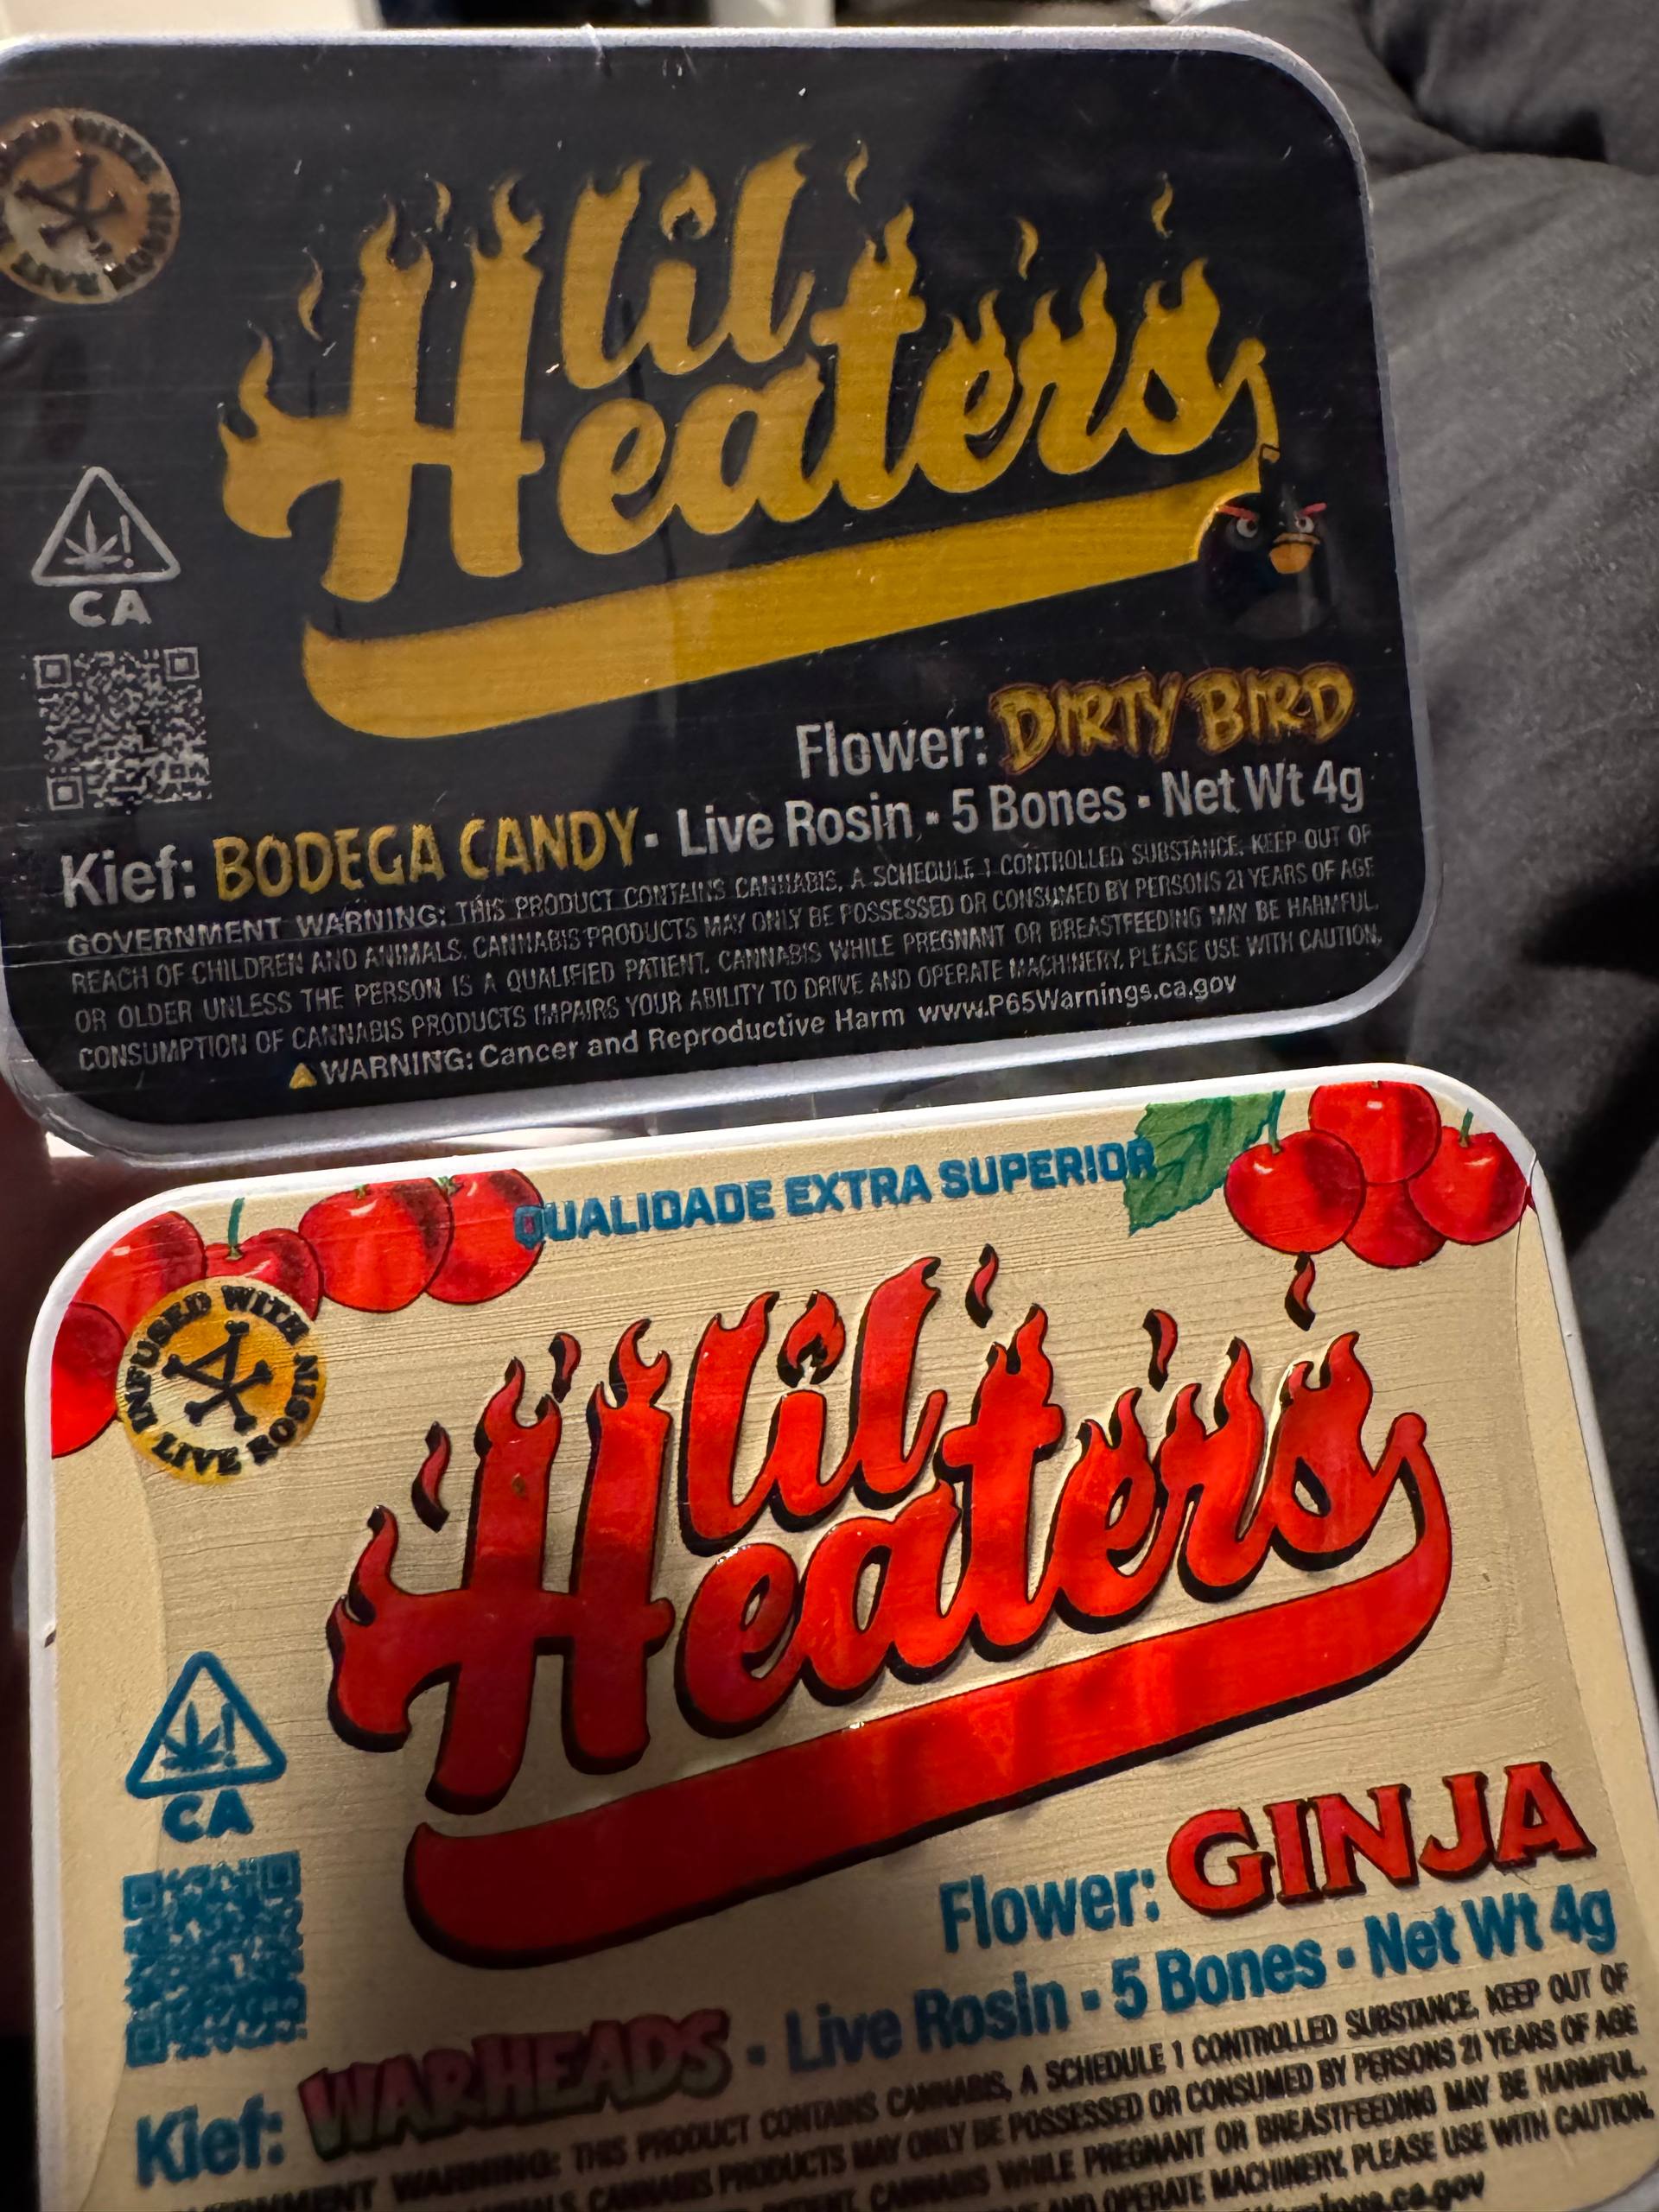 INFUSED WITH LIVE ROSIN
lil
Heaters
CA
Flower: DIRTY BIRD
Kief: BODEGA CANDY • Live Rosin • 5 Bones • Net Wt 4g
GOVERNMENT WARNING: THIS PRODUCT CONTAINS CANNABIS, A SCHEDULE 1 CONTROLLED SUBSTANCE. KEEP OUT OF
REACH OF CHILDREN AND ANIMALS. CANNABIS PRODUCTS MAY ONLY BE POSSESSED OR CONSUMED BY PERSONS 21 YEARS OF AGE
OR OLDER UNLESS THE PERSON IS A QUALIFIED PATIENT. CANNABIS WHILE PREGNANT OR BREASTFEEDING MAY BE HARMFUL.
CONSUMPTION OF CANNABIS PRODUCTS IMPAIRS YOUR ABILITY TO DRIVE AND OPERATE MACHINERY. PLEASE USE WITH CAUTION.
WARNING: Cancer and Reproductive Harm www.P65Warnings.ca.gov
QUALIDADE EXTRA SUPERIOR
INFUSED WITH LIVE ROSIN
lil
Heaters
CA
Flower: GINJA
Kief: WARHEADS • Live Rosin • 5 Bones • Net Wt 4g
WARNING: THIS PRODUCT CONTAINS CANNABIS, A SCHEDULE 1 CONTROLLED SUBSTANCE. KEEP OUT OF
CANNABIS PRODUCTS MAY ONLY BE POSSESSED OR CONSUMED BY PERSONS 21 YEARS OF AGE
CANNABIS WHILE PREGNANT OR BREASTFEEDING MAY BE HARMFUL.
AND OPERATE MACHINERY. PLEASE USE WITH CAUTION.